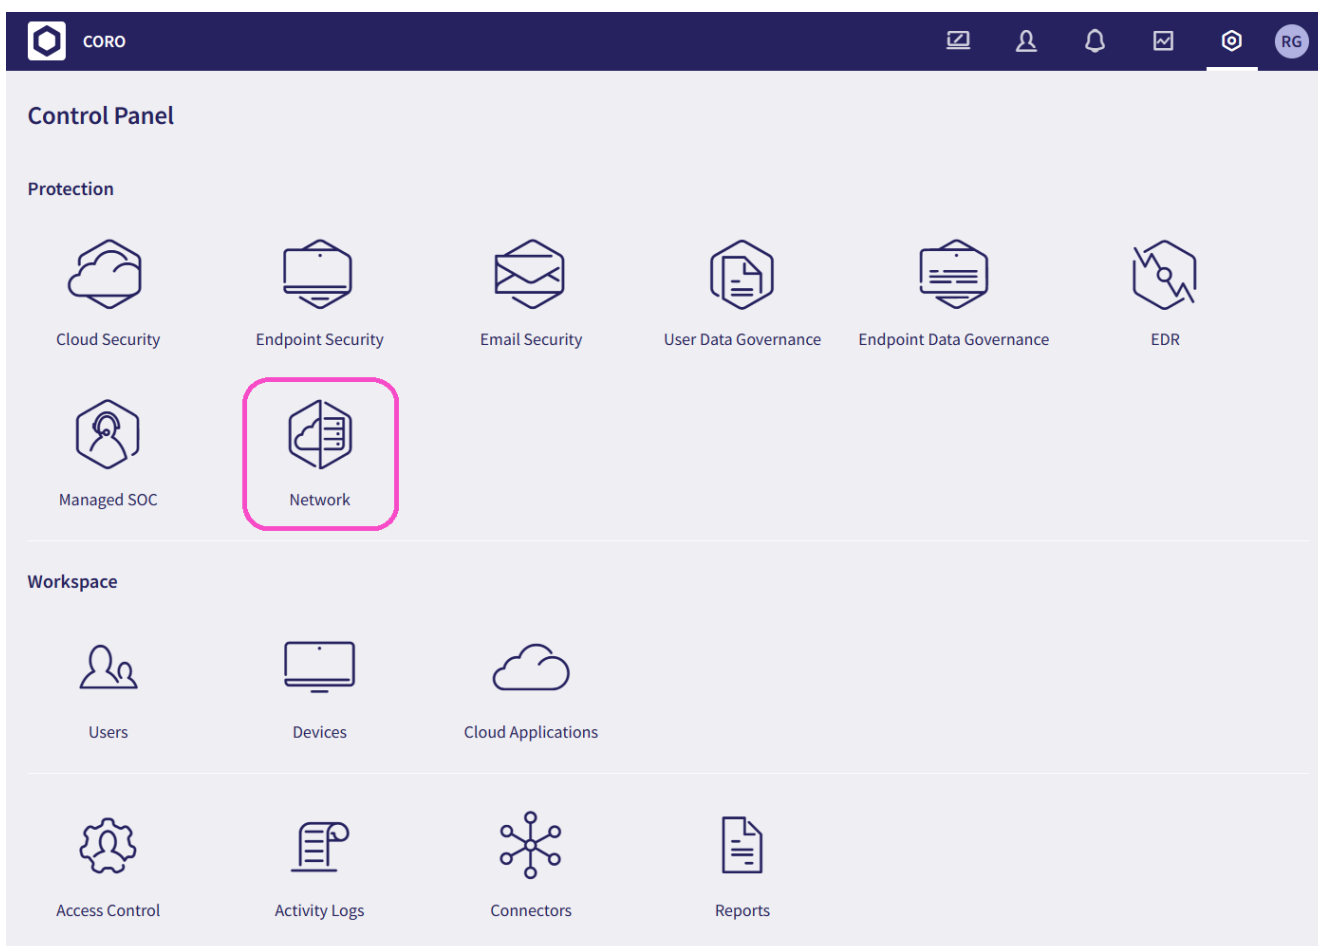 CORO
RG
Control Panel
Protection
Cloud Security
Endpoint Security
Email Security
User Data Governance
Endpoint Data Governance
EDR
Managed SOC
Network
Workspace
Users
Devices
Cloud Applications
Access Control
Activity Logs
Connectors
Reports